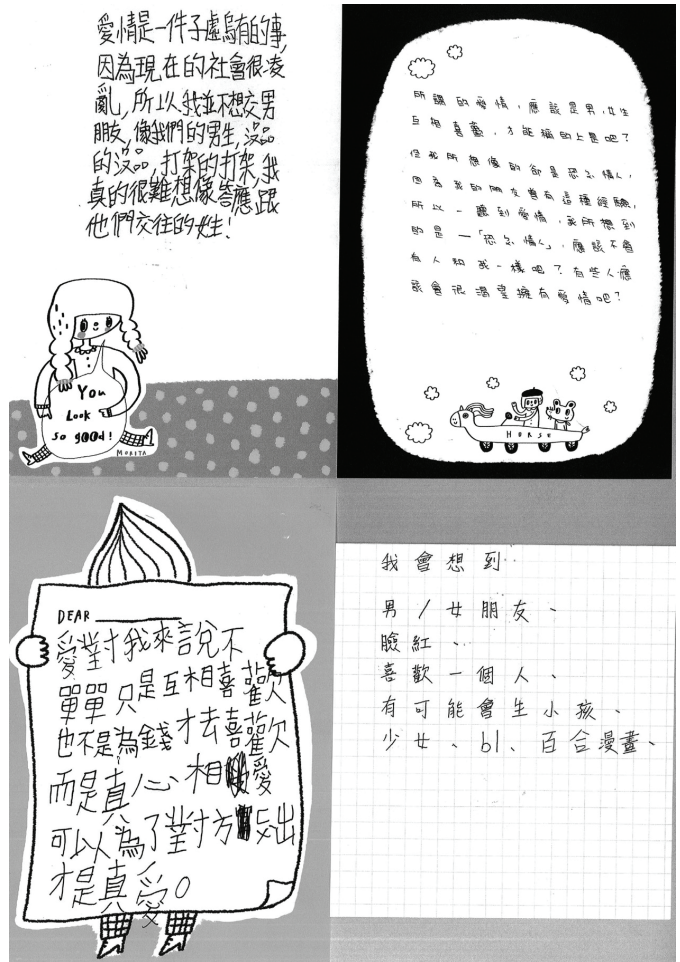 愛情是一件子虛烏有的事,
因為現在的社會很凌
亂,所以我並不想交男
朋友,像我們的男生,沒品
的沒品,打架的打架,我
真的很難想像答應跟
他們交往的女生!
You
Look
so good!
MORITA
所謂的愛情,應該是男,女生
互相喜歡,才能稱的上是吧?
但我所想像的卻是恐怖情人,
因為我的朋友曾有這種經驗,
所以一聽到愛情,我所想到
的是—「恐怖情人」,應該不會
有人和我一樣吧?有些人應
該會很渴望擁有愛情吧?
HORSE
DEAR
愛對我來說不
單單只是互相喜歡
也不是為錢才去喜歡
而是真心相愛
可以為了對方付出
才是真愛。
我會想到:
男/女朋友、
臉紅、
喜歡一個人、
有可能會生小孩、
少女、bl、百合漫畫、